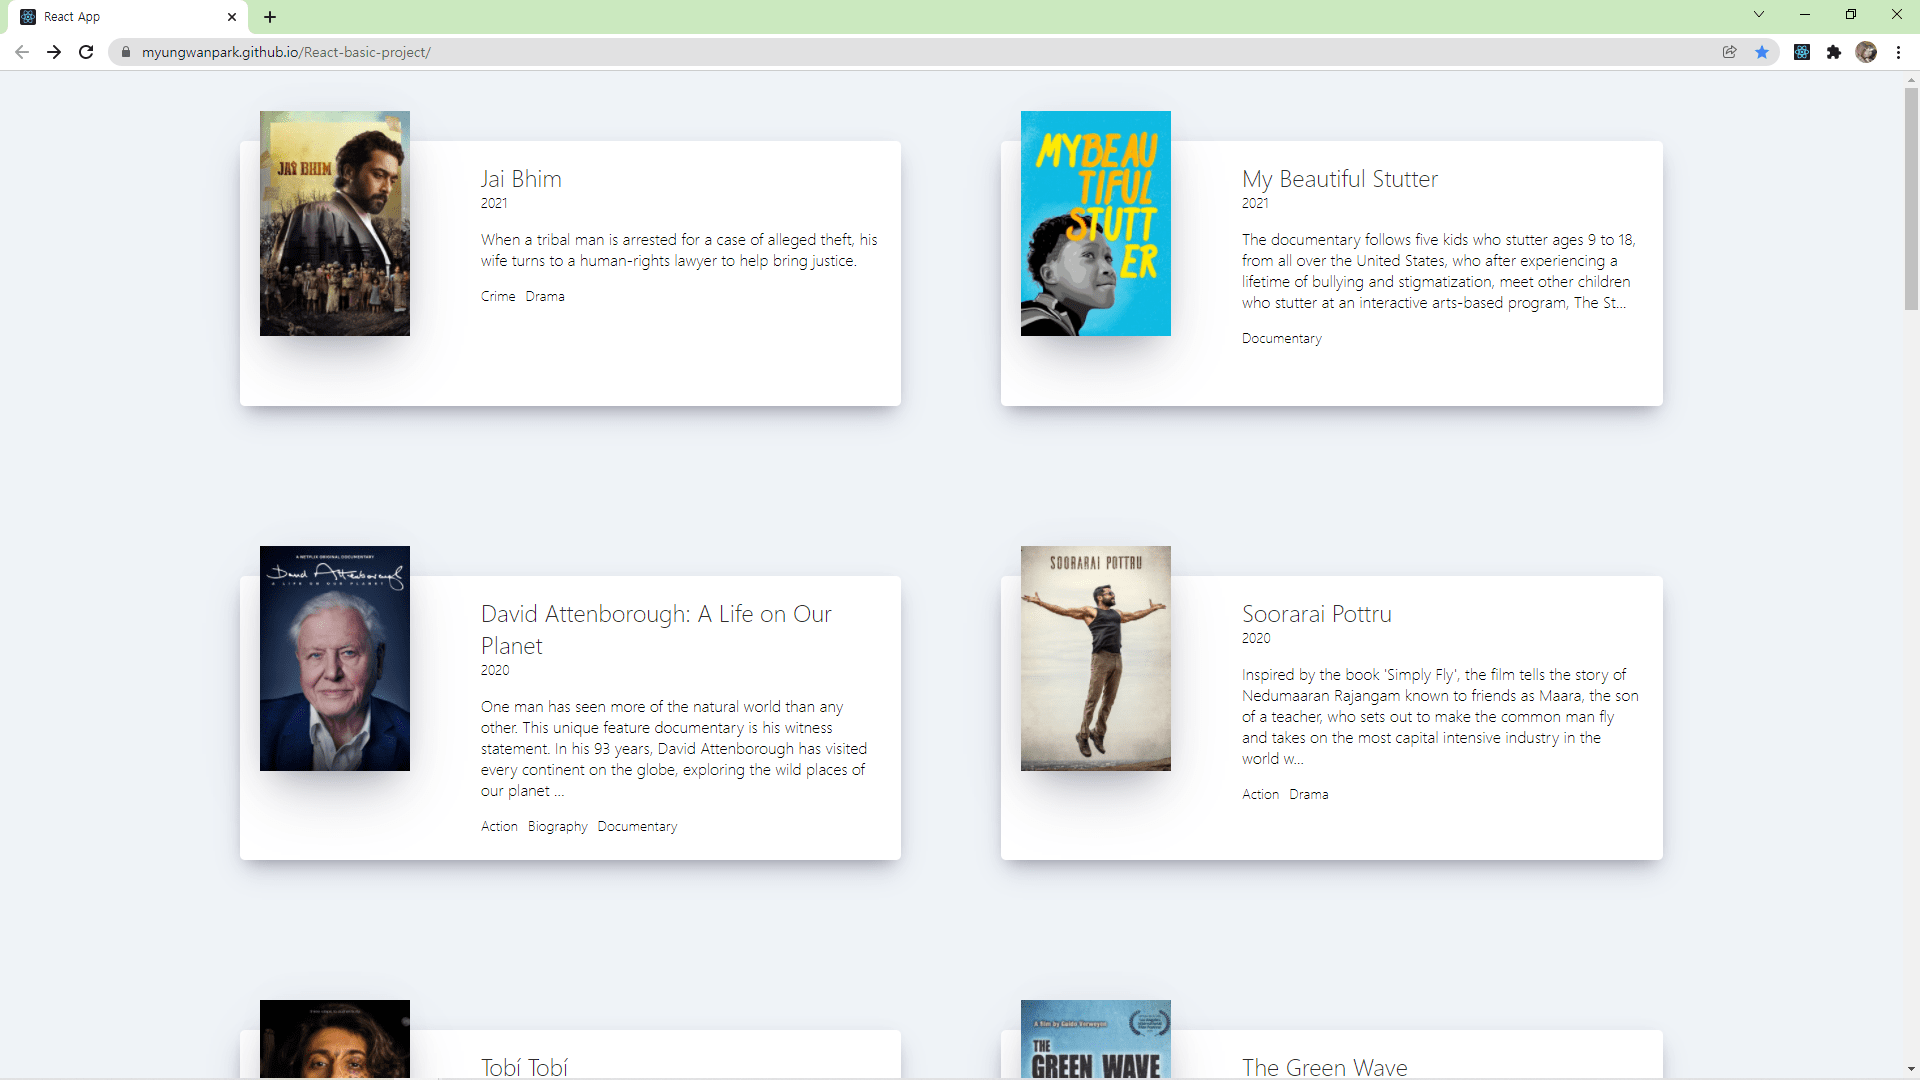 React App
myungwanpark.github.io/React-basic-project/
JAI BHIM
Jai Bhim
2021
When a tribal man is arrested for a case of alleged theft, his
wife turns to a human-rights lawyer to help bring justice.
Crime Drama
MY BEAU
TIFUL
STUTT
ER
My Beautiful Stutter
2021
The documentary follows five kids who stutter ages 9 to 18,
from all over the United States, who after experiencing a
lifetime of bullying and stigmatization, meet other children
who stutter at an interactive arts-based program, The St...
Documentary
A NETFLIX ORIGINAL DOCUMENTARY
David Attenborough
A LIFE ON OUR PLANET
David Attenborough: A Life on Our
Planet
2020
One man has seen more of the natural world than any
other. This unique feature documentary is his witness
statement. In his 93 years, David Attenborough has visited
every continent on the globe, exploring the wild places of
our planet ...
Action Biography Documentary
SOORARAI POTTRU
Soorarai Pottru
2020
Inspired by the book 'Simply Fly', the film tells the story of
Nedumaaran Rajangam known to friends as Maara, the son
of a teacher, who sets out to make the common man fly
and takes on the most capital intensive industry in the
world w...
Action Drama
Tobí Tobí
A film by Guido Verweyen
THE
GREEN WAVE
The Green Wave